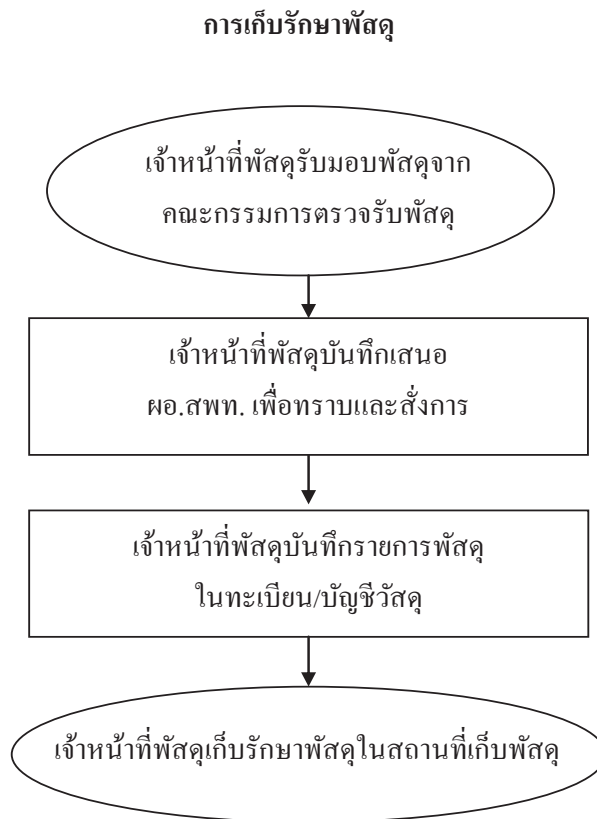 การเก็บรักษาพัสดุ
เจ้าหน้าที่พัสดุรับมอบพัสดุจาก
คณะกรรมการตรวจรับพัสดุ
เจ้าหน้าที่พัสดุบันทึกเสนอ
ผอ.สพท. เพื่อทราบและสั่งการ
เจ้าหน้าที่พัสดุบันทึกรายการพัสดุ
ในทะเบียน/บัญชีวัสดุ
เจ้าหน้าที่พัสดุเก็บรักษาพัสดุในสถานที่เก็บพัสดุ